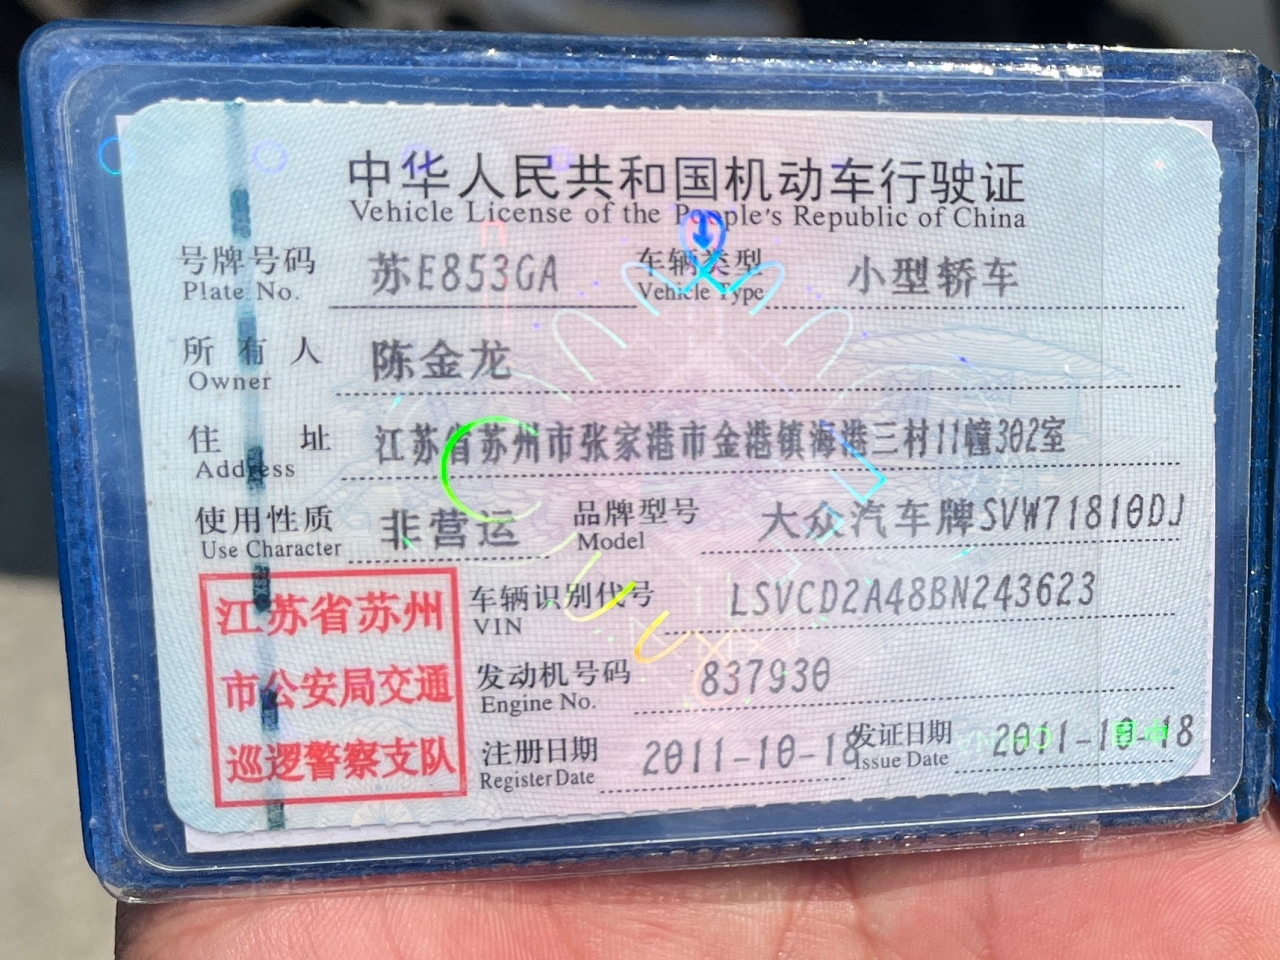 中华人民共和国机动车行驶证
Vehicle License of the People's Republic of China
号牌号码 苏E853GA 车辆类型 小型轿车
Plate No. Vehicle Type
所有人 陈金龙
Owner
住址 江苏省苏州市张家港市金港镇海港三村11幢302室
Address
使用性质 非营运 品牌型号 大众汽车牌SVW71810DJ
Use Character Model
江苏省苏州
市公安局交通
巡逻警察支队
车辆识别代号 LSVCD2A48BN243623
VIN
发动机号码 837930
Engine No.
注册日期 2011-10-18 发证日期 2011-10-18
Register Date Issue Date